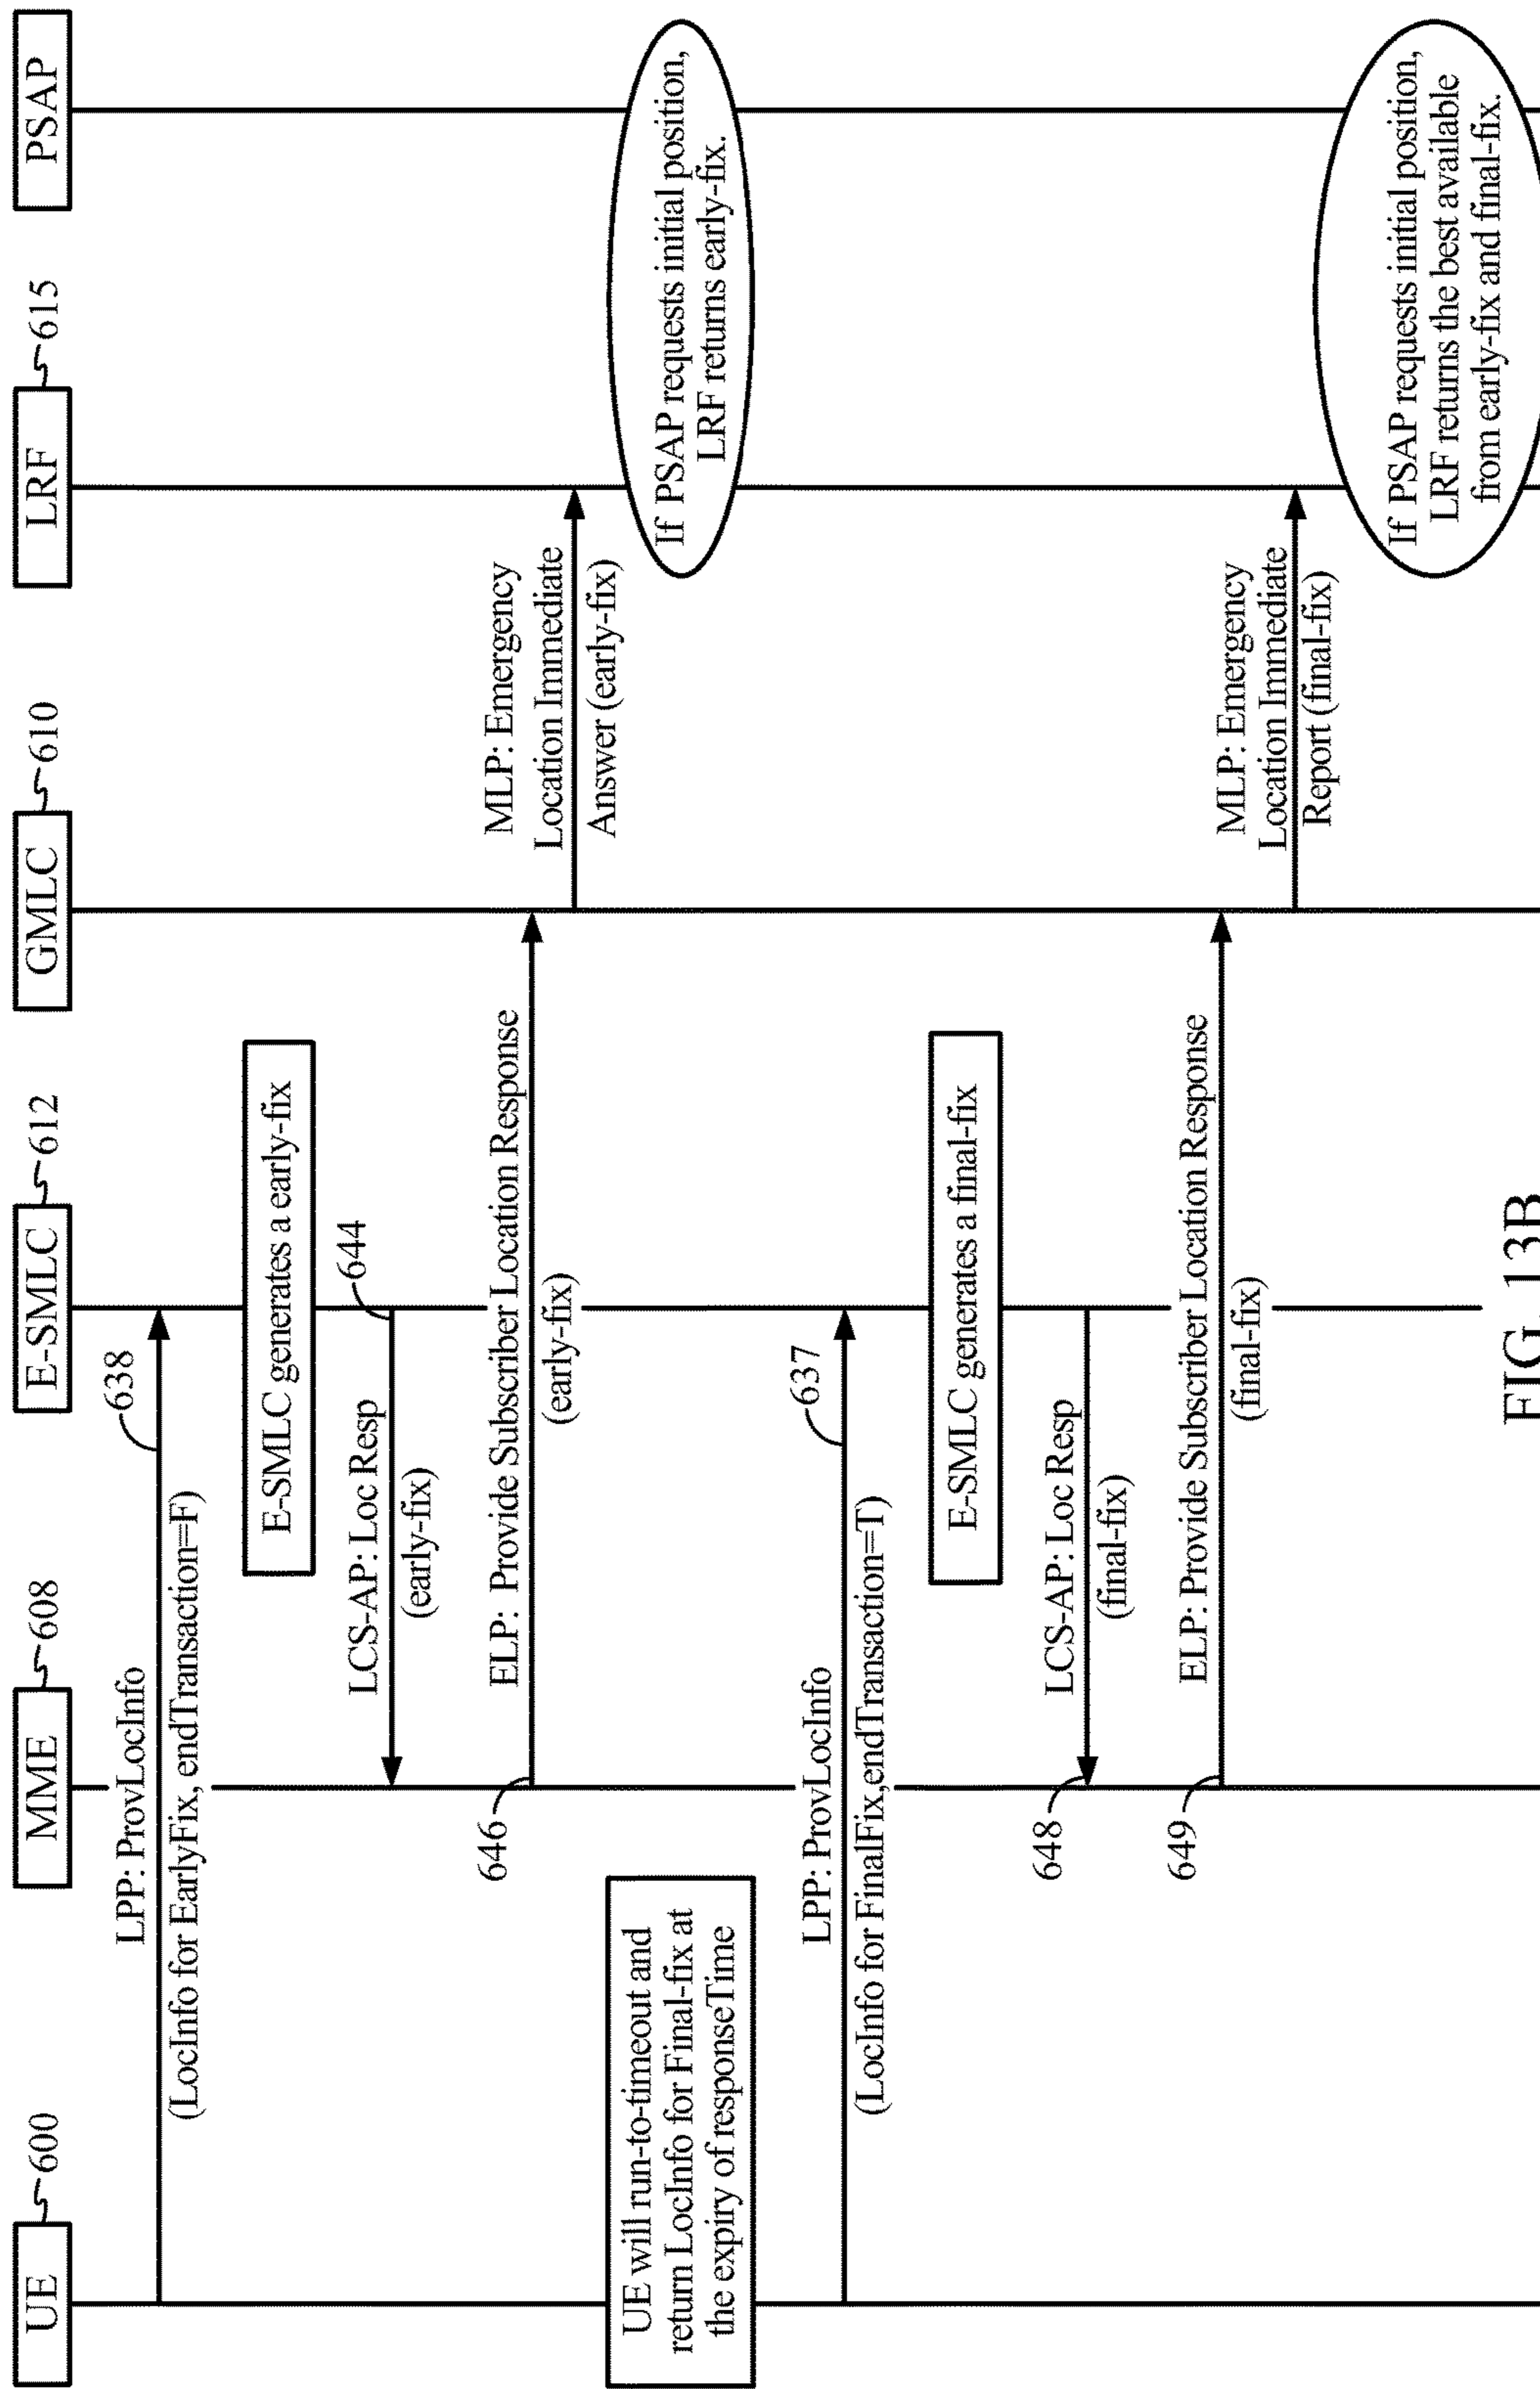 UE
600
MME
608
E-SMLC
612
GMLC
610
LRF
615
PSAP
LPP: ProvLocInfo
638
(LocInfo for EarlyFix, endTransaction=F)
E-SMLC generates a early-fix
LCS-AP: Loc Resp
644
(early-fix)
646
ELP: Provide Subscriber Location Response
(early-fix)
MLP: Emergency
Location Immediate
Answer (early-fix)
UE will run-to-timeout and
return LocInfo for Final-fix at
the expiry of responseTime
If PSAP requests initial position,
LRF returns early-fix.
LPP: ProvLocInfo
637
(LocInfo for FinalFix,endTransaction=T)
E-SMLC generates a final-fix
LCS-AP: Loc Resp
648
(final-fix)
649
ELP: Provide Subscriber Location Response
(final-fix)
MLP: Emergency
Location Immediate
Report (final-fix)
If PSAP requests initial position,
LRF returns the best available
from early-fix and final-fix.
FIG. 13B